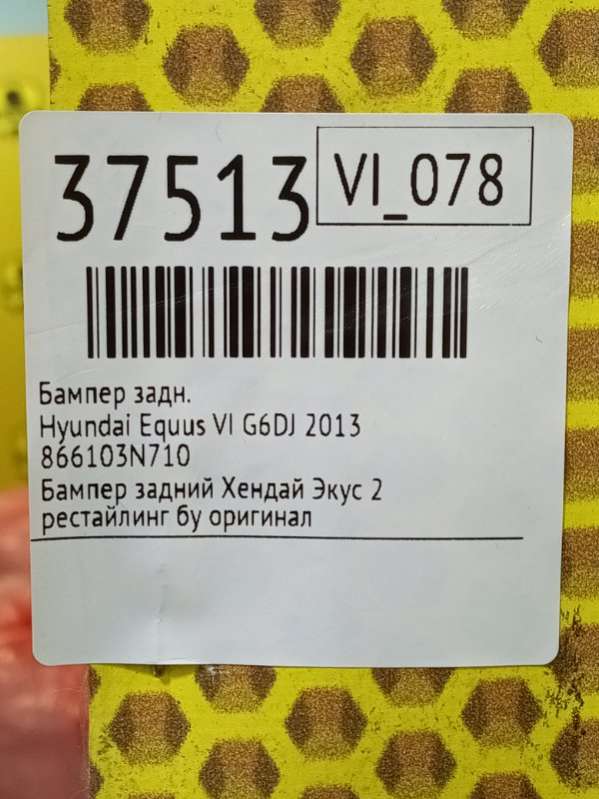 37513 VI_078
Бампер задн.
Hyundai Equus VI G6DJ 2013
866103N710
Бампер задний Хендай Экус 2
рестайлинг бу оригинал